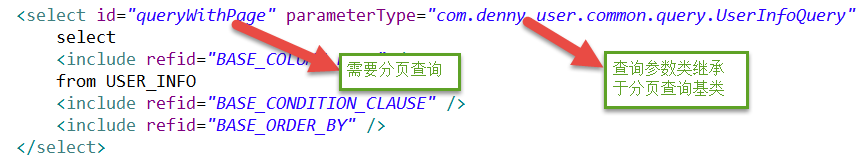 <select id="queryWithPage" parameterType="com.denny user.common.query.UserInfoQuery"
select
<include refid="BASE_COLU
from USER_INFO
<include refid="BASE_CONDITION_CLAUSE" />
<include refid="BASE_ORDER_BY" />
</select>
需要分页查询
查询参数类继承
于分页查询基类